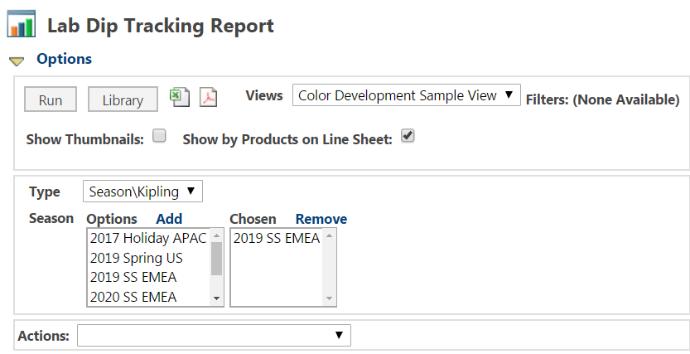 Lab Dip Tracking Report
Options
Run Library Views Color Development Sample View Filters: (None Available)
Show Thumbnails: Show by Products on Line Sheet:
Type Season\Kipling
Season Options Add Chosen Remove
2017 Holiday APAC 2019 SS EMEA
2019 Spring US
2019 SS EMEA
2020 SS EMEA
Actions: